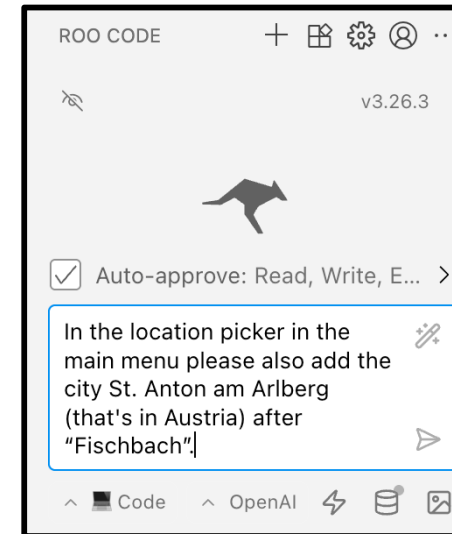 ROO CODE
v3.26.3
Auto-approve: Read, Write, E...
In the location picker in the
main menu please also add the
city St. Anton am Arlberg
(that's in Austria) after
“Fischbach”.
Code OpenAI